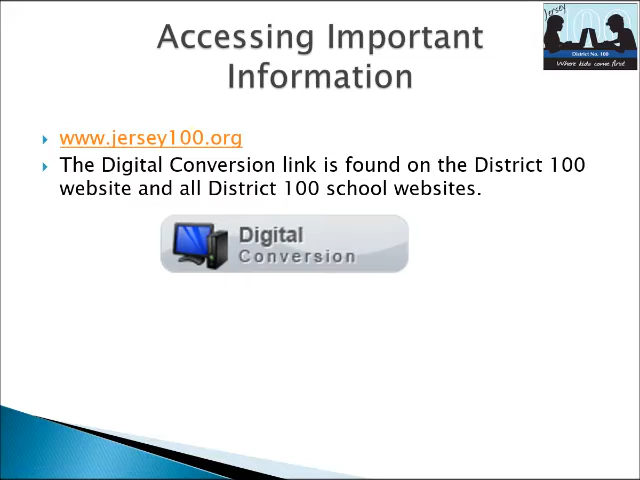 Accessing Important
Information
Jersey
100
District No. 100
Where kids come first
www.jersey100.org
The Digital Conversion link is found on the District 100
website and all District 100 school websites.
Digital
Conversion